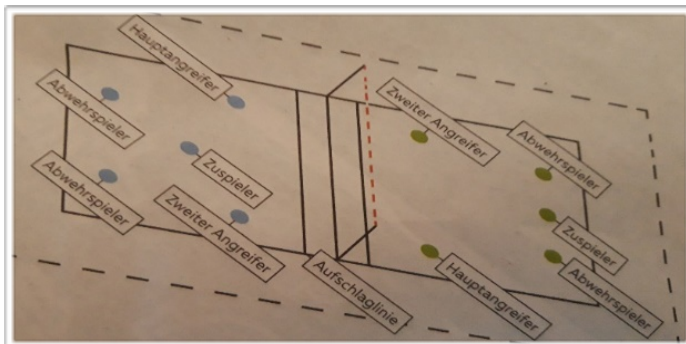 Hauptangreifer
Abwehrspieler
Abwehrspieler
Zuspieler
Zweiter Angreifer
Aufschlaglinie
Zweiter Angreifer
Abwehrspieler
Zuspieler
Abwehrspieler
Hauptangreifer